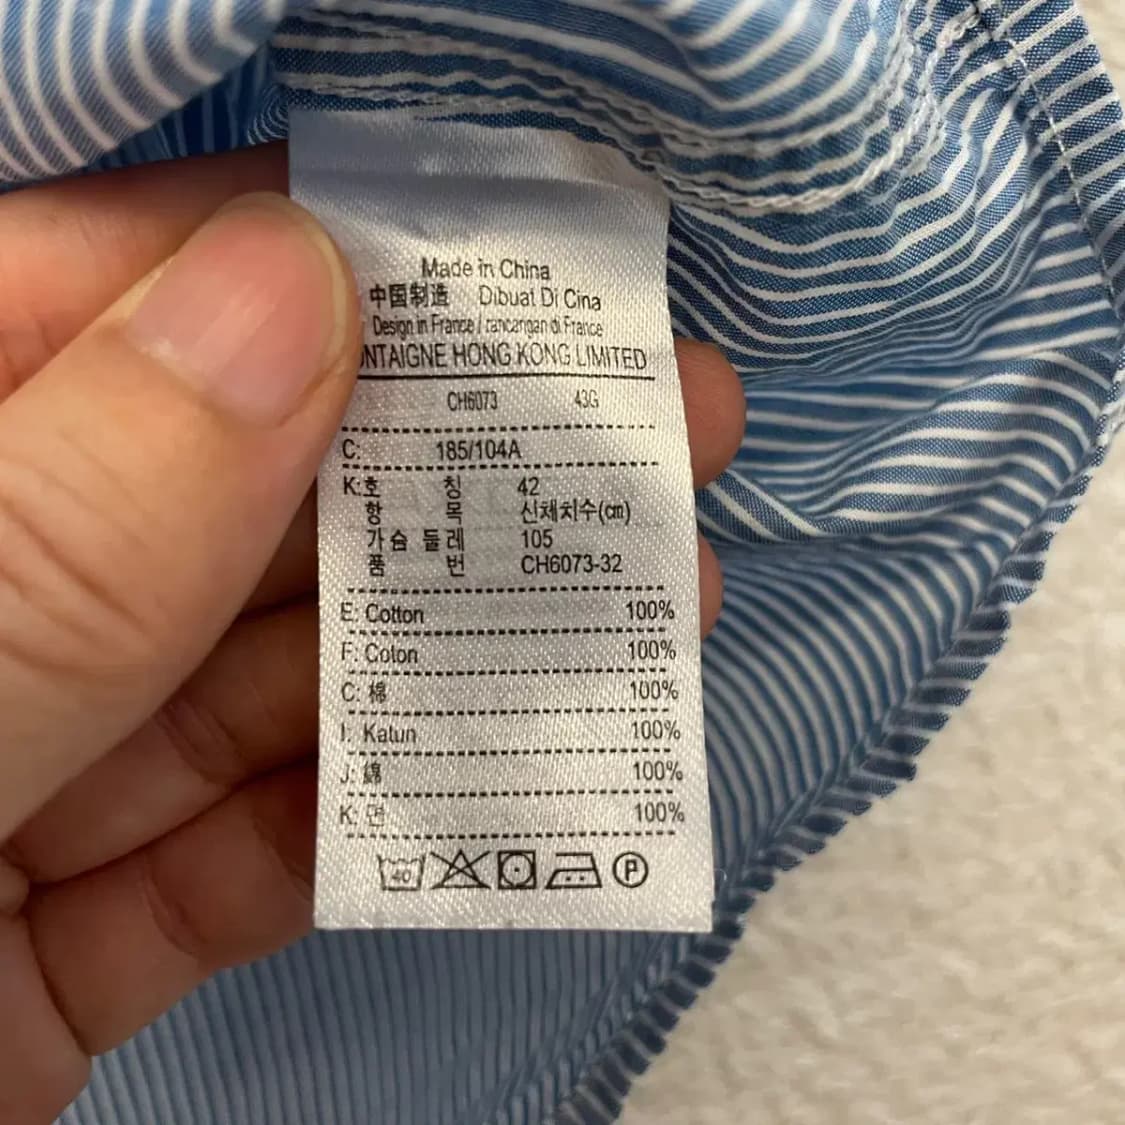 Made in China
中国制造 Dibuat Di Cina
Design in France / rancangan di France
NTAIGNE HONG KONG LIMITED
CH6073 43G
C: 185/104A
K:호 칭 42
항 목 신체치수(cm)
가슴 둘레 105
품 번 CH6073-32
E: Cotton 100%
F: Coton 100%
C: 棉 100%
I: Katun 100%
J: 綿 100%
K: 면 100%
40 P